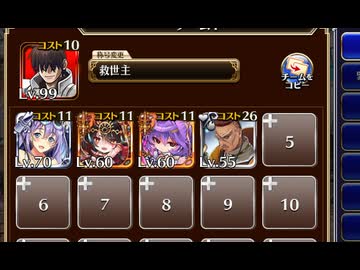 コスト10
Lv.99
称号変更
救世主
チームを
コピー
コスト11
コスト11
コスト11
コスト26
Lv.70
Lv.60
Lv.60
Lv.55
5
6
7
8
9
10